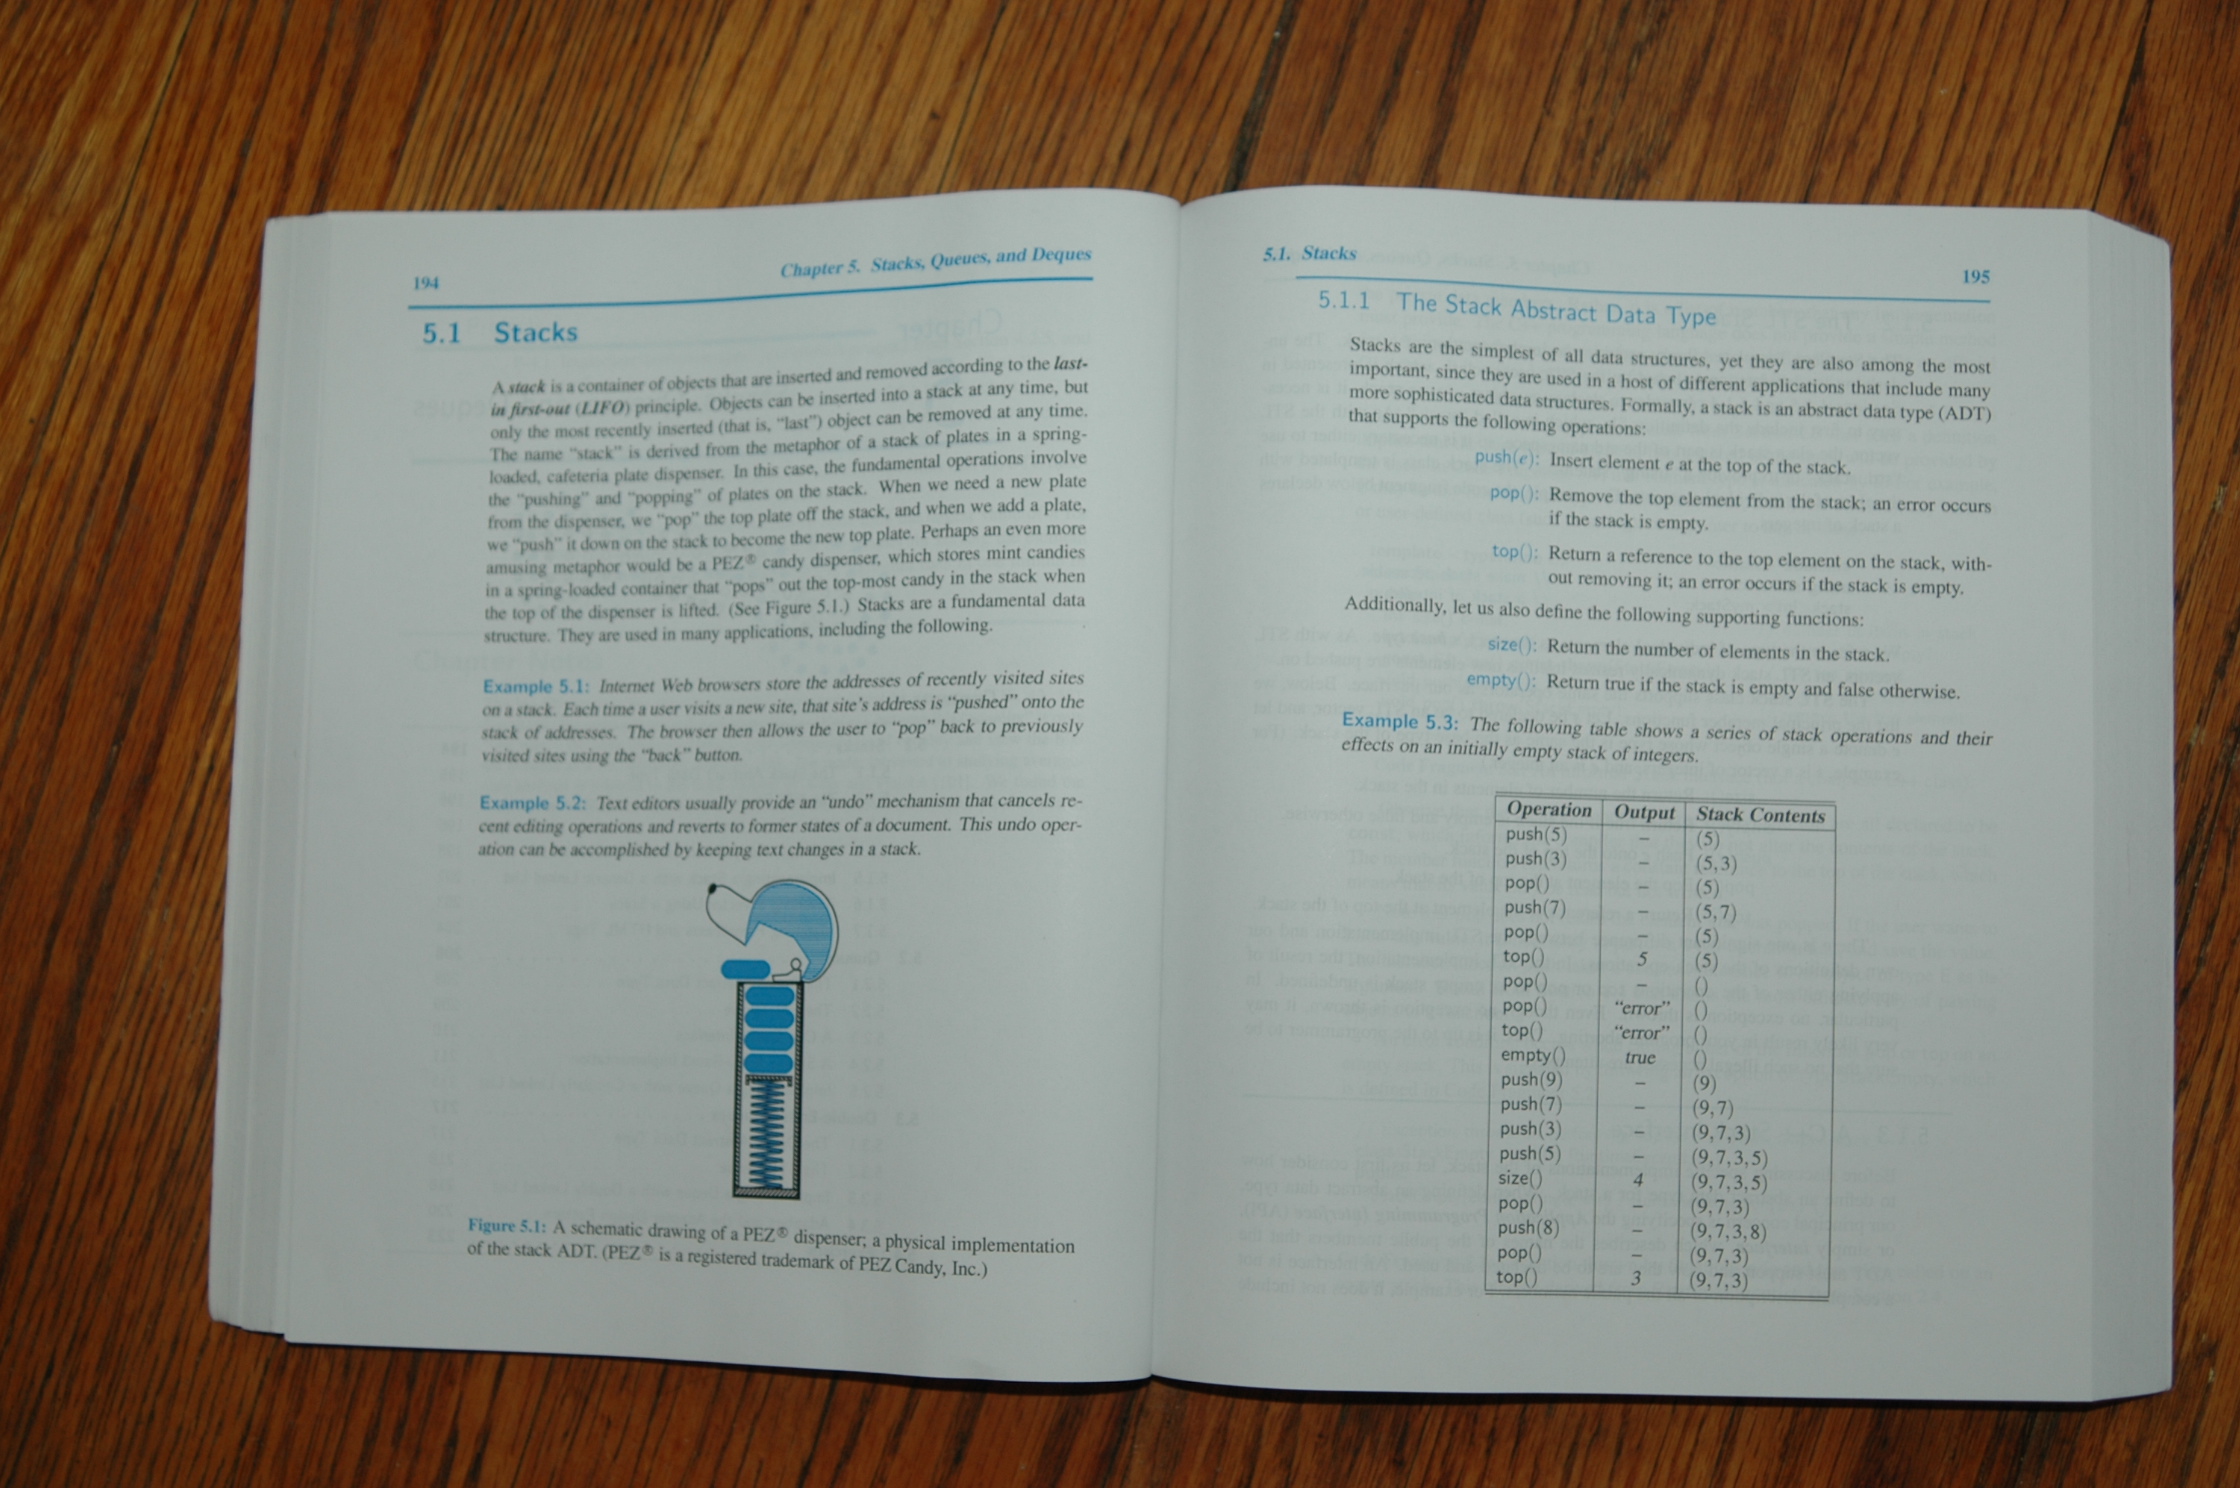 194
Chapter 5. Stacks, Queues, and Deques
5.1 Stacks
A stack is a container of objects that are inserted and removed according to the last-
in first-out (LIFO) principle. Objects can be inserted into a stack at any time, but
only the most recently inserted (that is, “last”) object can be removed at any time.
The name “stack” is derived from the metaphor of a stack of plates in a spring-
loaded, cafeteria plate dispenser. In this case, the fundamental operations involve
the “pushing” and “popping” of plates on the stack. When we need a new plate
from the dispenser, we “pop” the top plate off the stack, and when we add a plate,
we “push” it down on the stack to become the new top plate. Perhaps an even more
amusing metaphor would be a PEZ® candy dispenser, which stores mint candies
in a spring-loaded container that “pops” out the top-most candy in the stack when
the top of the dispenser is lifted. (See Figure 5.1.) Stacks are a fundamental data
structure. They are used in many applications, including the following.
Example 5.1: Internet Web browsers store the addresses of recently visited sites
on a stack. Each time a user visits a new site, that site’s address is “pushed” onto the
stack of addresses. The browser then allows the user to “pop” back to previously
visited sites using the “back” button.
Example 5.2: Text editors usually provide an “undo” mechanism that cancels re-
cent editing operations and reverts to former states of a document. This undo oper-
ation can be accomplished by keeping text changes in a stack.
Figure 5.1: A schematic drawing of a PEZ® dispenser, a physical implementation
of the stack ADT. (PEZ® is a registered trademark of PEZ Candy, Inc.)
5.1. Stacks
195
5.1.1 The Stack Abstract Data Type
Stacks are the simplest of all data structures, yet they are also among the most
important, since they are used in a host of different applications that include many
more sophisticated data structures. Formally, a stack is an abstract data type (ADT)
that supports the following operations:
push(e): Insert element e at the top of the stack.
pop(): Remove the top element from the stack; an error occurs
if the stack is empty.
top(): Return a reference to the top element on the stack, with-
out removing it; an error occurs if the stack is empty.
Additionally, let us also define the following supporting functions:
size(): Return the number of elements in the stack.
empty(): Return true if the stack is empty and false otherwise.
Example 5.3: The following table shows a series of stack operations and their
effects on an initially empty stack of integers.
Operation Output Stack Contents
push(5) – (5)
push(3) – (5,3)
pop() – (5)
push(7) – (5,7)
pop() – (5)
top() 5 (5)
pop() – ()
pop() “error” ()
top() “error” ()
empty() true ()
push(9) – (9)
push(7) – (9,7)
push(3) – (9,7,3)
push(5) – (9,7,3,5)
size() 4 (9,7,3,5)
pop() – (9,7,3)
push(8) – (9,7,3,8)
pop() – (9,7,3)
top() 3 (9,7,3)